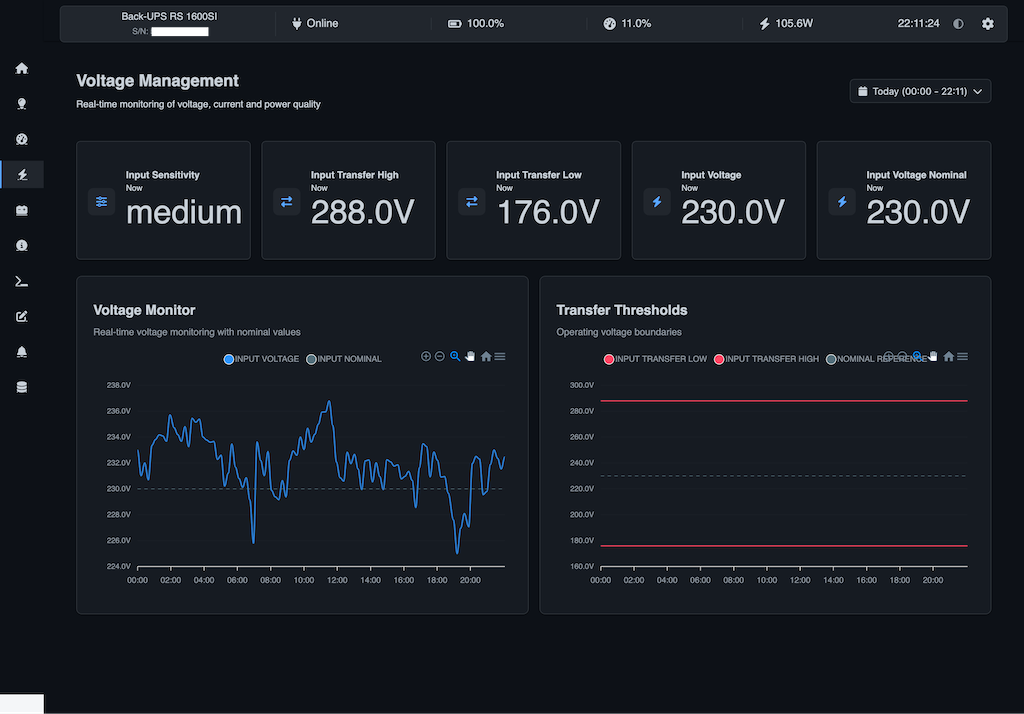 Back-UPS RS 1600SI
S/N:
Online
100.0%
11.0%
105.6W
22:11:24
Voltage Management
Real-time monitoring of voltage, current and power quality
Today (00:00 - 22:11)
Input Sensitivity
Now
medium
Input Transfer High
Now
288.0V
Input Transfer Low
Now
176.0V
Input Voltage
Now
230.0V
Input Voltage Nominal
Now
230.0V
Voltage Monitor
Real-time voltage monitoring with nominal values
INPUT VOLTAGE INPUT NOMINAL
238.0V
236.0V
234.0V
232.0V
230.0V
228.0V
226.0V
224.0V
00:00 02:00 04:00 06:00 08:00 10:00 12:00 14:00 16:00 18:00 20:00
Transfer Thresholds
Operating voltage boundaries
INPUT TRANSFER LOW INPUT TRANSFER HIGH NOMINAL REFERENCE
300.0V
280.0V
260.0V
240.0V
220.0V
200.0V
180.0V
160.0V
00:00 02:00 04:00 06:00 08:00 10:00 12:00 14:00 16:00 18:00 20:00